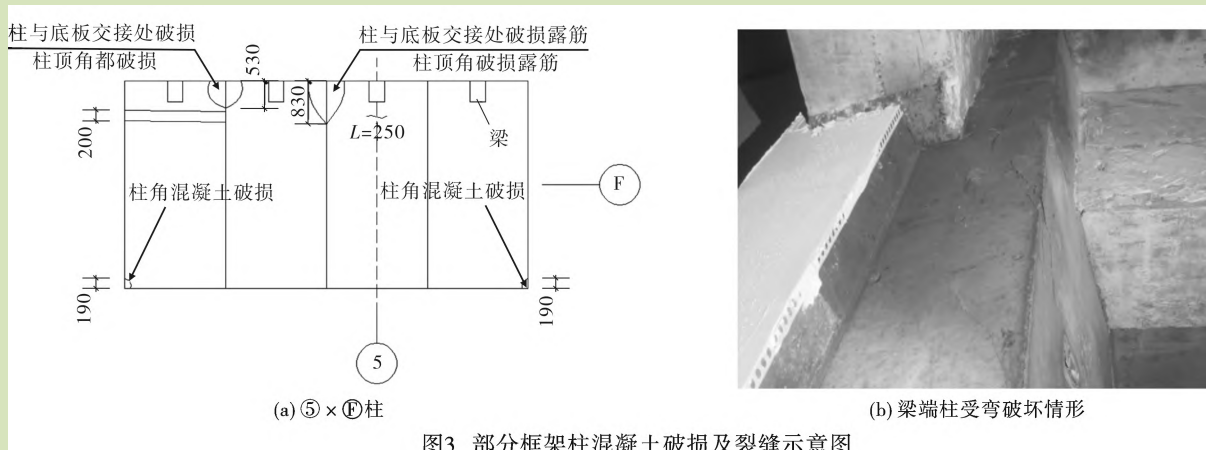 柱与底板交接处破损
柱顶角都破损
柱与底板交接处破损露筋
柱顶角破损露筋
530
830
200
L=250
梁
柱角混凝土破损
柱角混凝土破损
F
190
190
5
(a) ⑤×Ⓕ柱
(b) 梁端柱受弯破坏情形
图3 部分框架柱混凝土破损及裂缝示意图